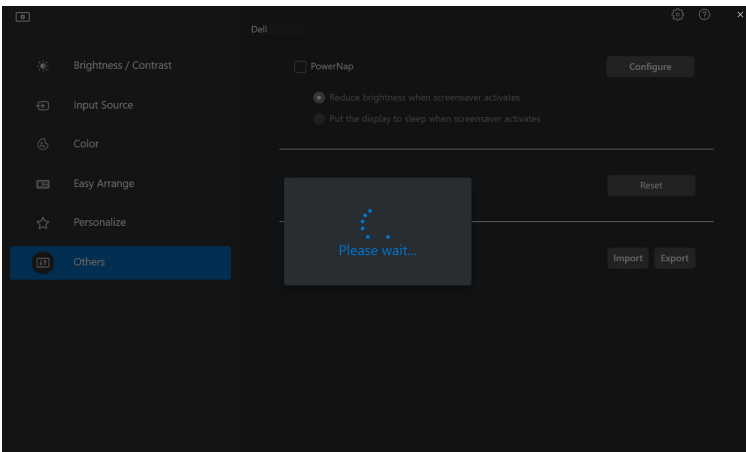 Dell
Brightness / Contrast
Input Source
Color
Easy Arrange
Personalize
Others
PowerNap
Configure
Reduce brightness when screensaver activates
Put the display to sleep when screensaver activates
Reset
Please wait...
Import Export